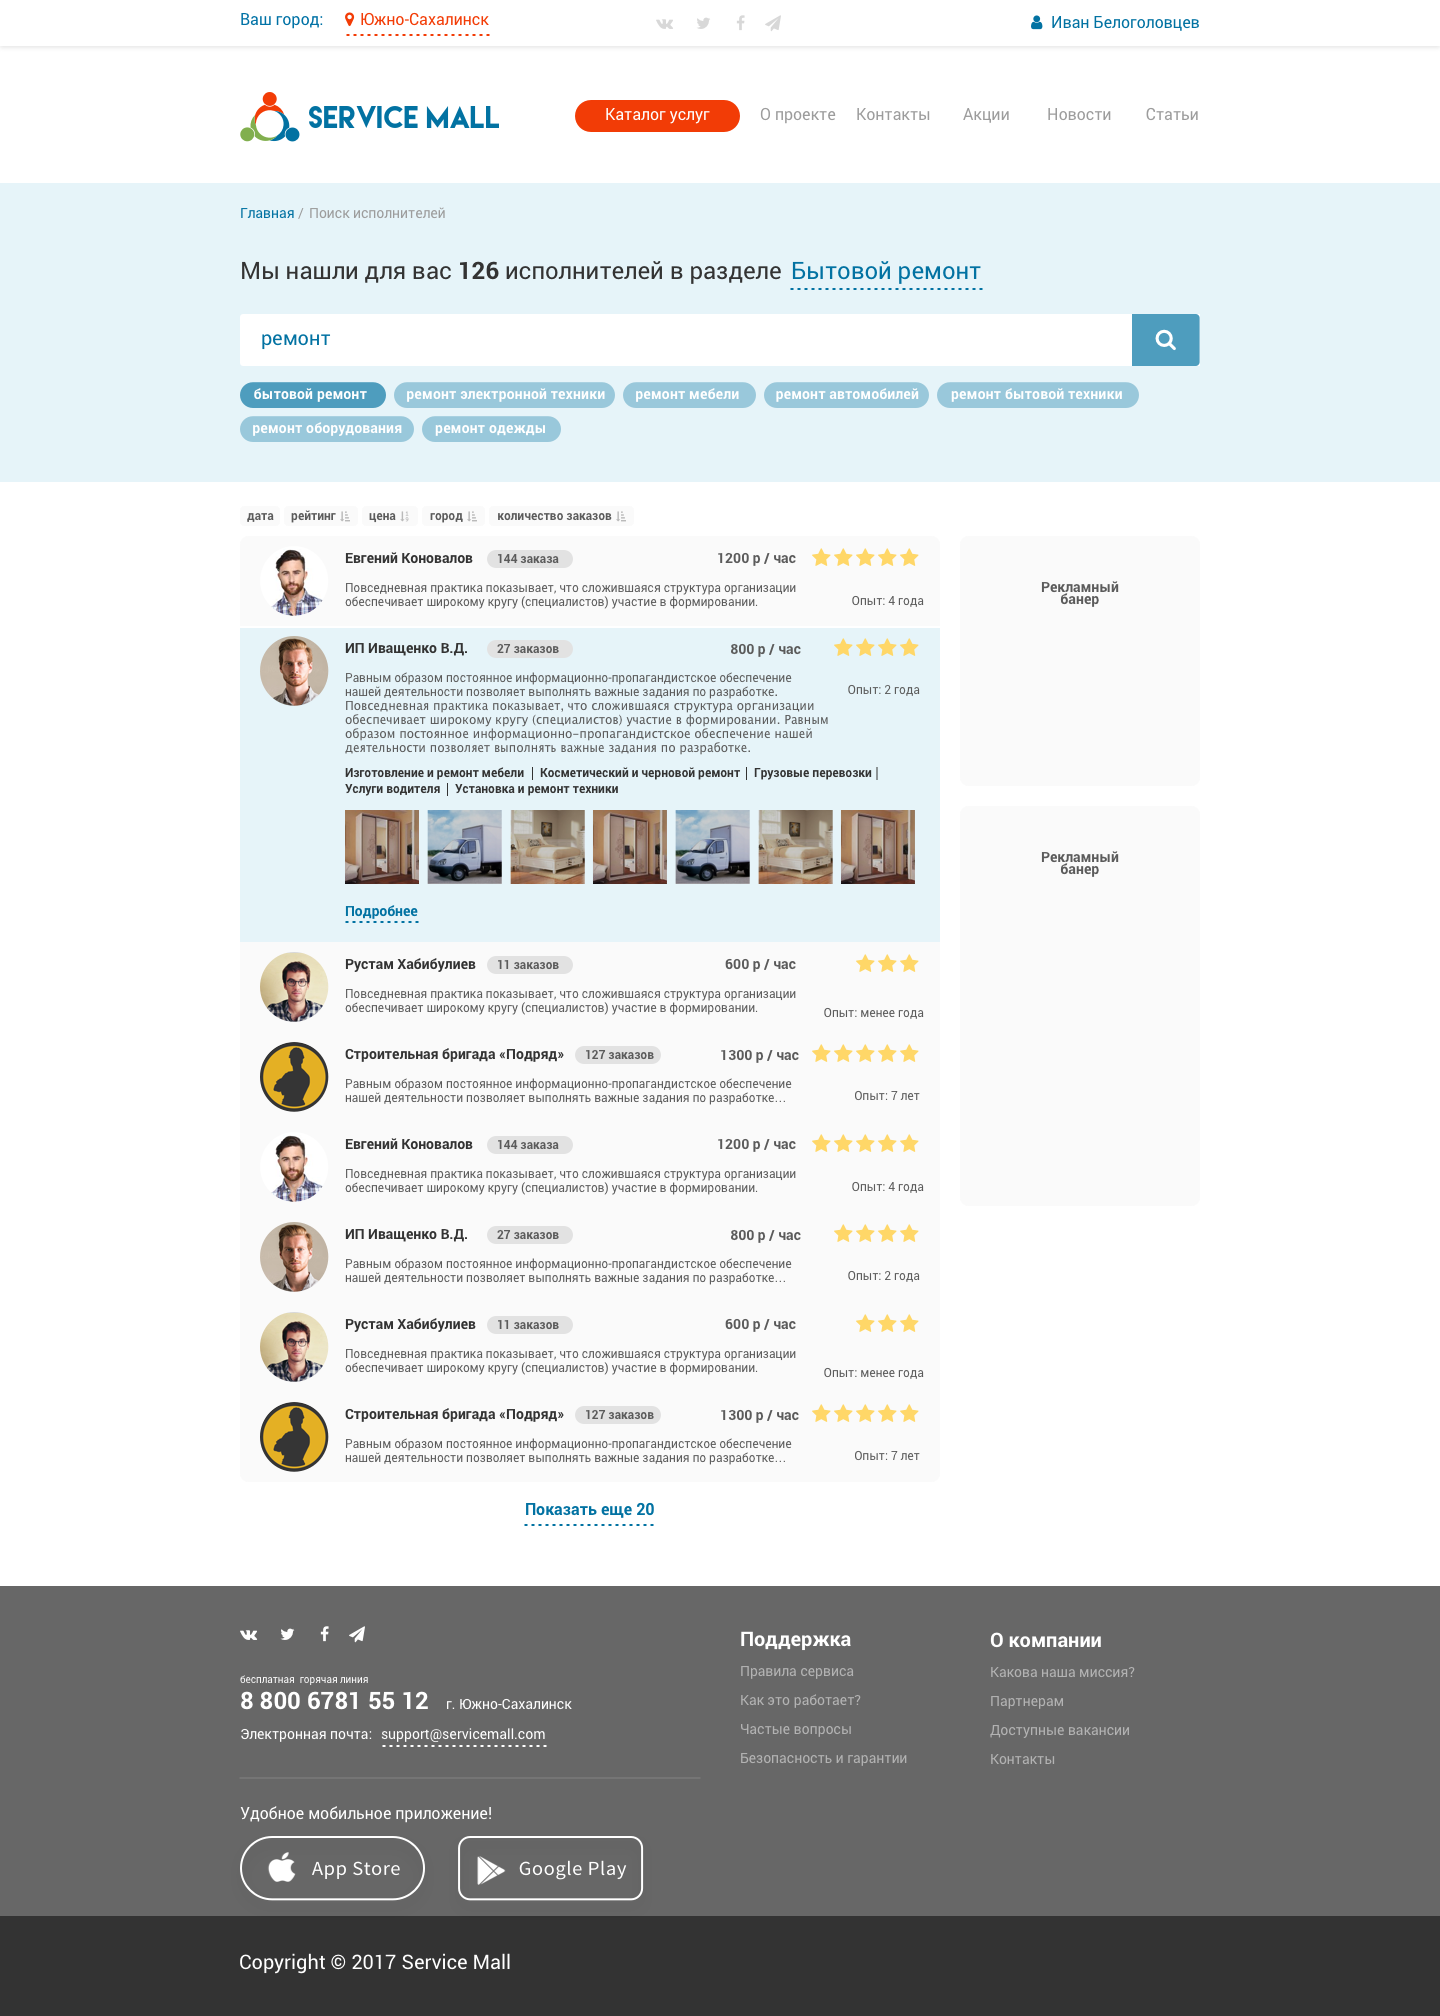 Ваш город: Южно-Сахалинск
Иван Белоголовцев
SERVICE MALL
Каталог услуг О проекте Контакты Акции Новости Статьи
Главная / Поиск исполнителей
Мы нашли для вас 126 исполнителей в разделе Бытовой ремонт
ремонт
бытовой ремонт ремонт электронной техники ремонт мебели ремонт автомобилей ремонт бытовой техники
ремонт оборудования ремонт одежды
дата рейтинг цена город количество заказов
Евгений Коновалов 144 заказа 1200 р / час
Повседневная практика показывает, что сложившаяся структура организации
обеспечивает широкому кругу (специалистов) участие в формировании.
Опыт: 4 года
ИП Иващенко В.Д. 27 заказов 800 р / час
Равным образом постоянное информационно-пропагандистское обеспечение
нашей деятельности позволяет выполнять важные задания по разработке.
Опыт: 2 года
Повседневная практика показывает, что сложившаяся структура организации
обеспечивает широкому кругу (специалистов) участие в формировании. Равным
образом постоянное информационно-пропагандистское обеспечение нашей
деятельности позволяет выполнять важные задания по разработке.
Изготовление и ремонт мебели | Косметический и черновой ремонт | Грузовые перевозки |
Услуги водителя | Установка и ремонт техники
Подробнее
Рустам Хабибулиев 11 заказов 600 р / час
Повседневная практика показывает, что сложившаяся структура организации
обеспечивает широкому кругу (специалистов) участие в формировании.
Опыт: менее года
Строительная бригада «Подряд» 127 заказов 1300 р / час
Равным образом постоянное информационно-пропагандистское обеспечение
нашей деятельности позволяет выполнять важные задания по разработке...
Опыт: 7 лет
Евгений Коновалов 144 заказа 1200 р / час
Повседневная практика показывает, что сложившаяся структура организации
обеспечивает широкому кругу (специалистов) участие в формировании.
Опыт: 4 года
ИП Иващенко В.Д. 27 заказов 800 р / час
Равным образом постоянное информационно-пропагандистское обеспечение
нашей деятельности позволяет выполнять важные задания по разработке...
Опыт: 2 года
Рустам Хабибулиев 11 заказов 600 р / час
Повседневная практика показывает, что сложившаяся структура организации
обеспечивает широкому кругу (специалистов) участие в формировании.
Опыт: менее года
Строительная бригада «Подряд» 127 заказов 1300 р / час
Равным образом постоянное информационно-пропагандистское обеспечение
нашей деятельности позволяет выполнять важные задания по разработке...
Опыт: 7 лет
Показать еще 20
Рекламный
банер
Рекламный
банер
бесплатная горячая линия
8 800 6781 55 12 г. Южно-Сахалинск
Электронная почта: support@servicemall.com
Удобное мобильное приложение!
App Store
Google Play
Поддержка
Правила сервиса
Как это работает?
Частые вопросы
Безопасность и гарантии
О компании
Какова наша миссия?
Партнерам
Доступные вакансии
Контакты
Copyright © 2017 Service Mall